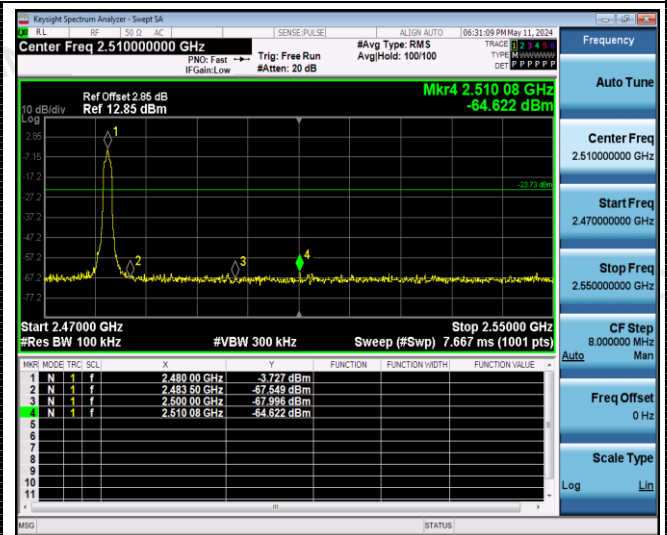 Keysight Spectrum Analyzer - Swept SA
RL RF 50 Ω AC SENSE:PULSE ALIGN AUTO 06:31:09 PM May 11, 2024
Center Freq 2.510000000 GHz
PNO: Fast Trig: Free Run
IFGain:Low #Atten: 20 dB
#Avg Type: RMS
Avg|Hold: 100/100
TRACE 1 2 3 4 5 6
TYPE M WWWWW
DET P P P P P P
Mkr4 2.510 08 GHz
-64.622 dBm
Ref Offset 2.85 dB
10 dB/div Ref 12.85 dBm
Log
2.85
-7.15
-17.2
-27.2
-37.2
-47.2
-57.2
-67.2
-77.2
1
2
3
4
-23.73 dBm
Start 2.47000 GHz Stop 2.55000 GHz
#Res BW 100 kHz #VBW 300 kHz Sweep (#Swp) 7.667 ms (1001 pts)
MKR MODE TRC SCL X Y FUNCTION FUNCTION WIDTH FUNCTION VALUE
1 N 1 f 2.480 00 GHz -3.727 dBm
2 N 1 f 2.483 50 GHz -67.549 dBm
3 N 1 f 2.500 00 GHz -67.996 dBm
4 N 1 f 2.510 08 GHz -64.622 dBm
5
6
7
8
9
10
11
MSG STATUS
Frequency
Auto Tune
Center Freq
2.510000000 GHz
Start Freq
2.470000000 GHz
Stop Freq
2.550000000 GHz
CF Step
8.000000 MHz
Auto Man
Freq Offset
0 Hz
Scale Type
Log Lin